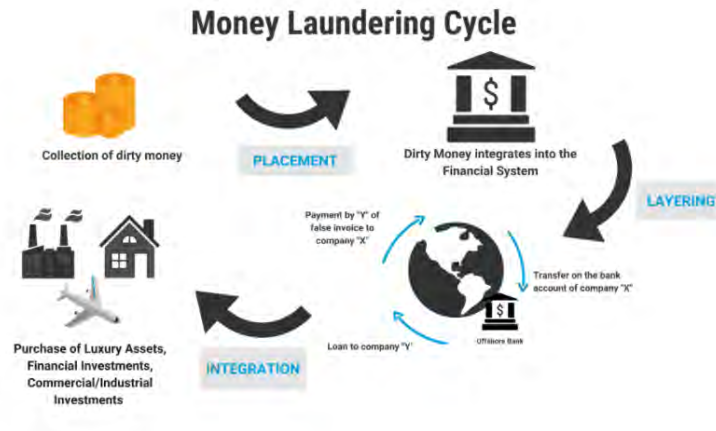 Money Laundering Cycle
Collection of dirty money
PLACEMENT
$
Dirty Money integrates into the
Financial System
LAYERING
Payment by "Y" of
false invoice to
company "X"
Transfer on the bank
account of company "X"
$
Offshore Bank
Loan to company "Y'
INTEGRATION
Purchase of Luxury Assets,
Financial Investments,
Commercial/Industrial
Investments